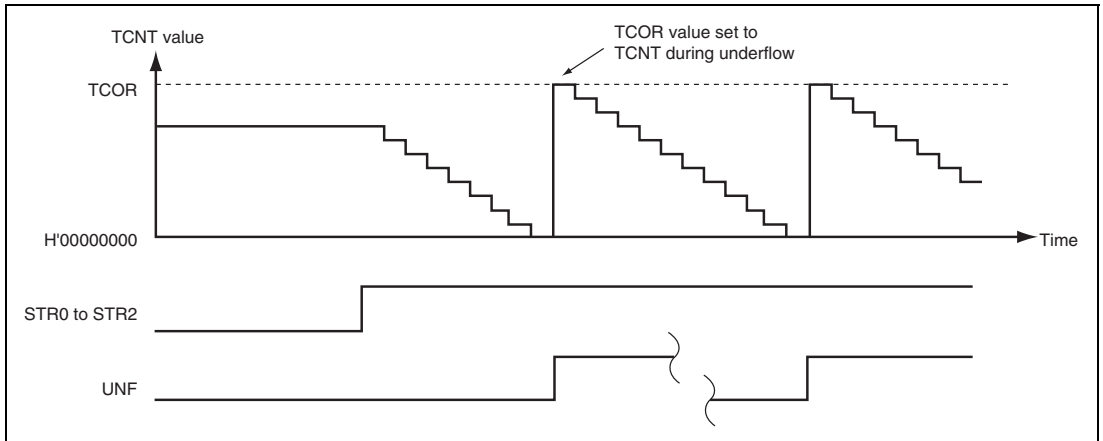 TCNT value
TCOR value set to
TCNT during underflow
TCOR
H'00000000
Time
STR0 to STR2
UNF